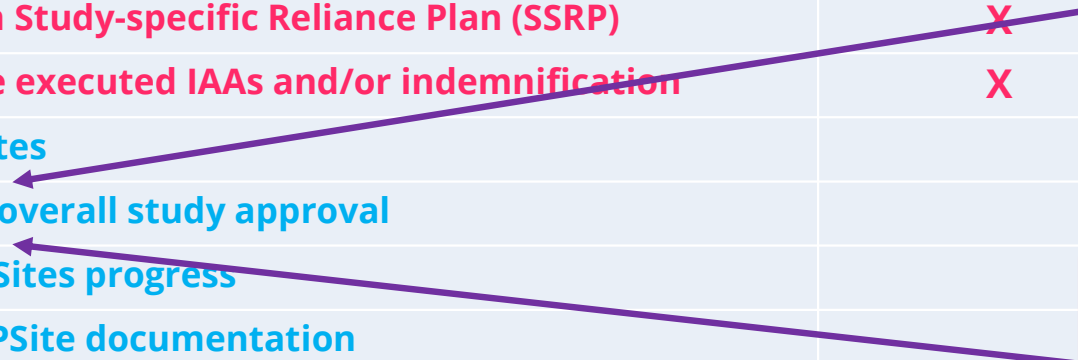 Study-specific Reliance Plan (SSRP) X
executed IAAs and/or indemnification X
tes
overall study approval
Sites progress
PSite documentation